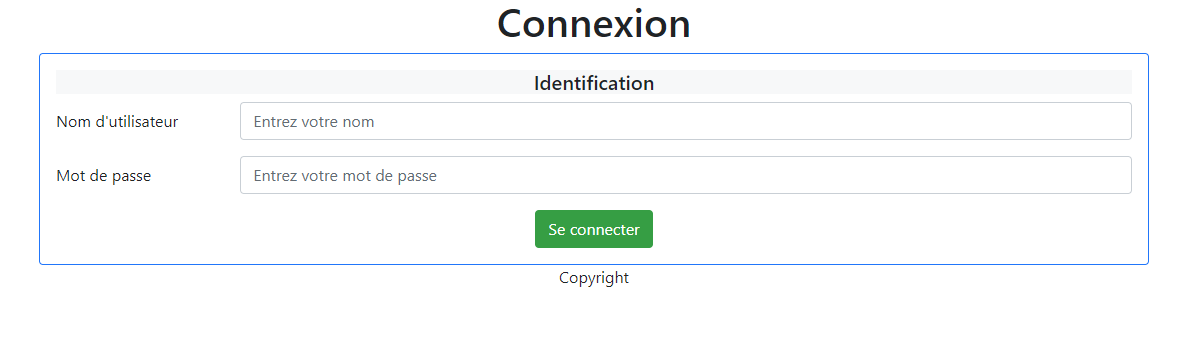 Connexion
Identification
Nom d'utilisateur Entrez votre nom
Mot de passe Entrez votre mot de passe
Se connecter
Copyright